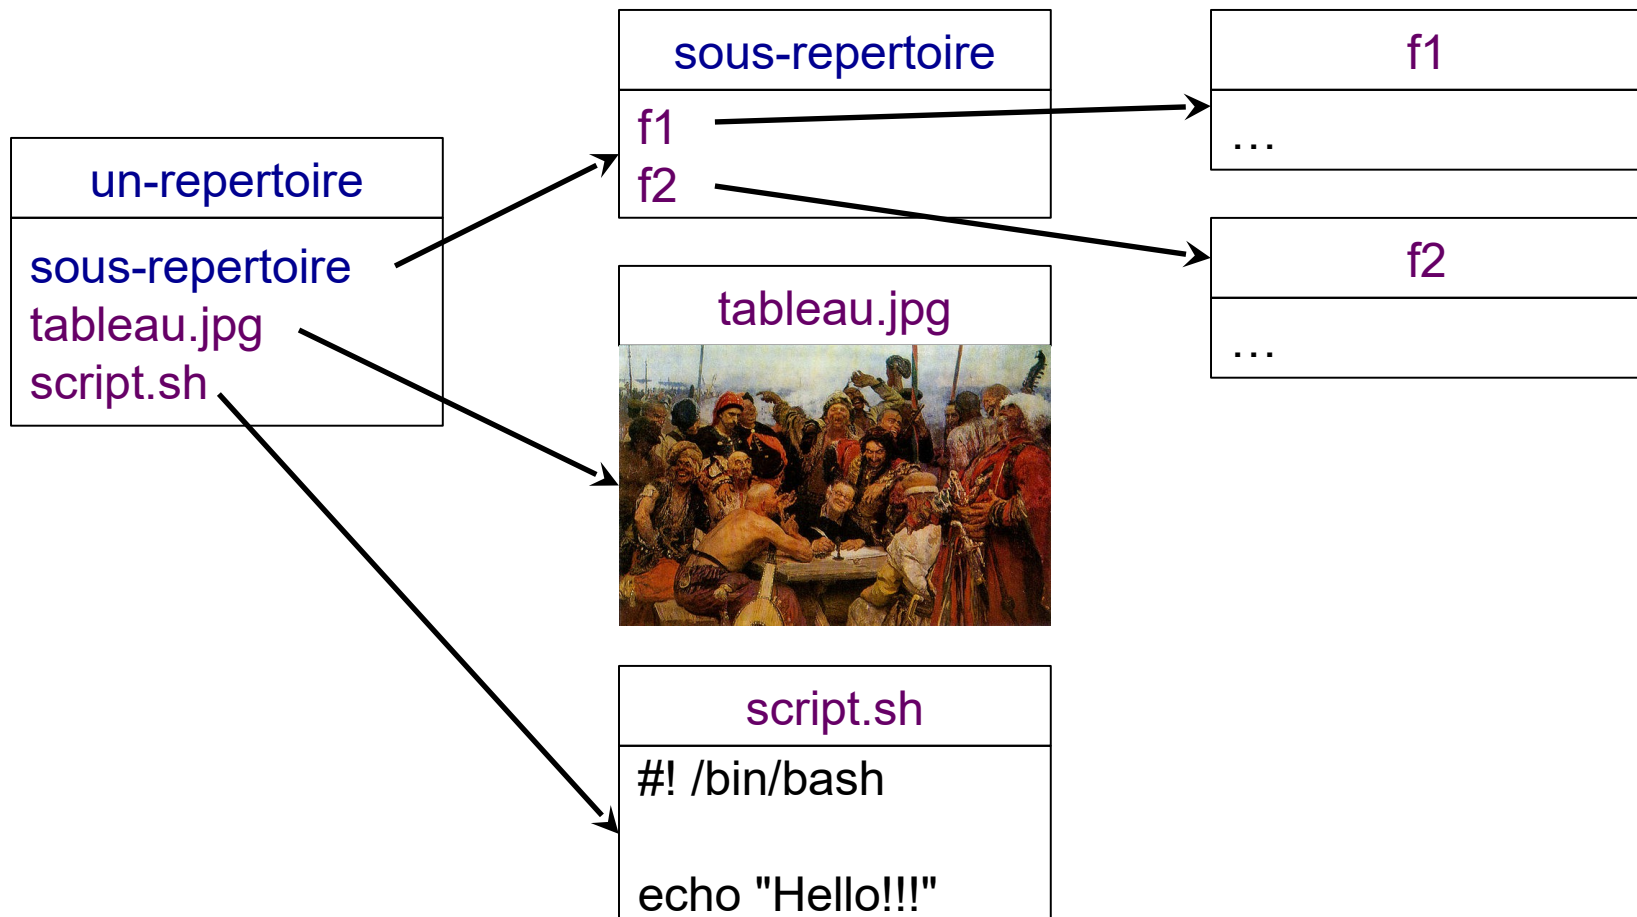 un-repertoire
sous-repertoire
tableau.jpg
script.sh
sous-repertoire
f1
f2
tableau.jpg
script.sh
#! /bin/bash
echo "Hello!!!"
f1
...
f2
...